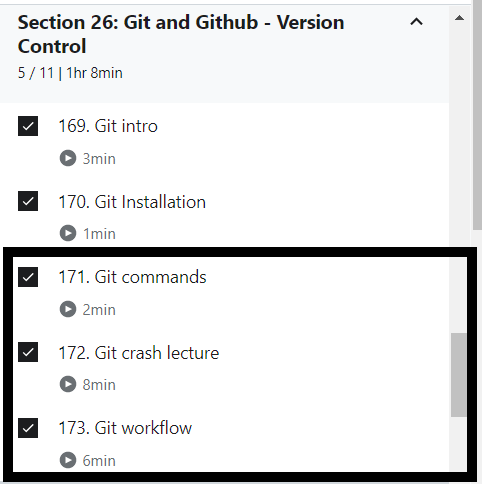 Section 26: Git and Github - Version
Control
5 / 11 | 1hr 8min
169. Git intro
3min
170. Git Installation
1min
171. Git commands
2min
172. Git crash lecture
8min
173. Git workflow
6min